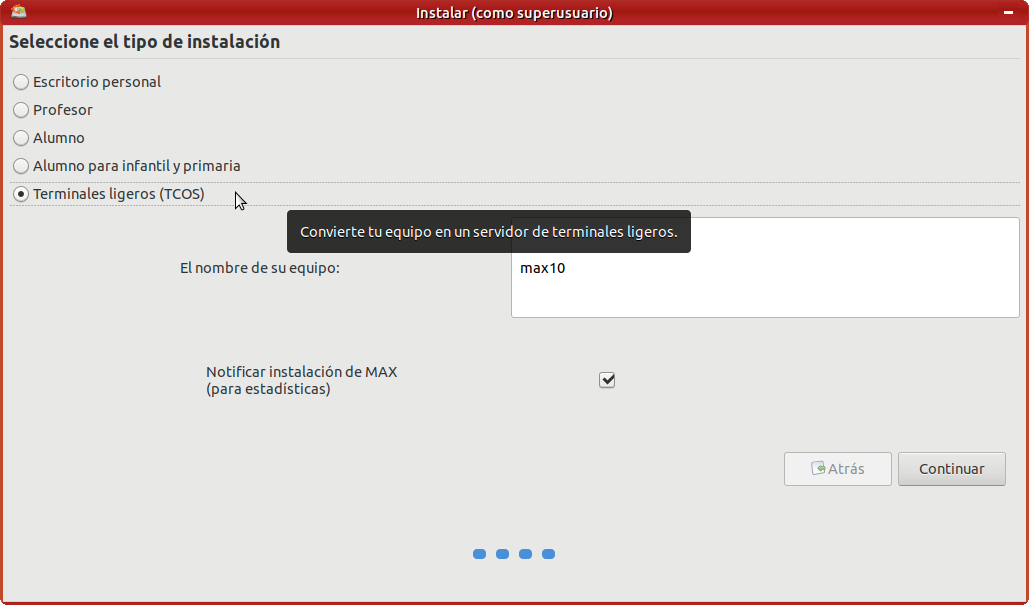 Instalar (como superusuario)
Seleccione el tipo de instalación
Escritorio personal
Profesor
Alumno
Alumno para infantil y primaria
Terminales ligeros (TCOS)
Convierte tu equipo en un servidor de terminales ligeros.
El nombre de su equipo:
max10
Notificar instalación de MAX
(para estadísticas)
Atrás
Continuar